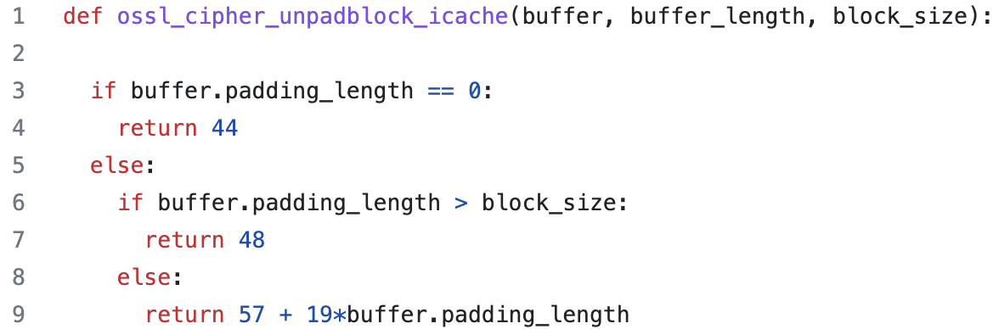 1 def ossl_cipher_unpadblock_icache(buffer, buffer_length, block_size):
2
3   if buffer.padding_length == 0:
4     return 44
5   else:
6     if buffer.padding_length > block_size:
7       return 48
8     else:
9       return 57 + 19*buffer.padding_length